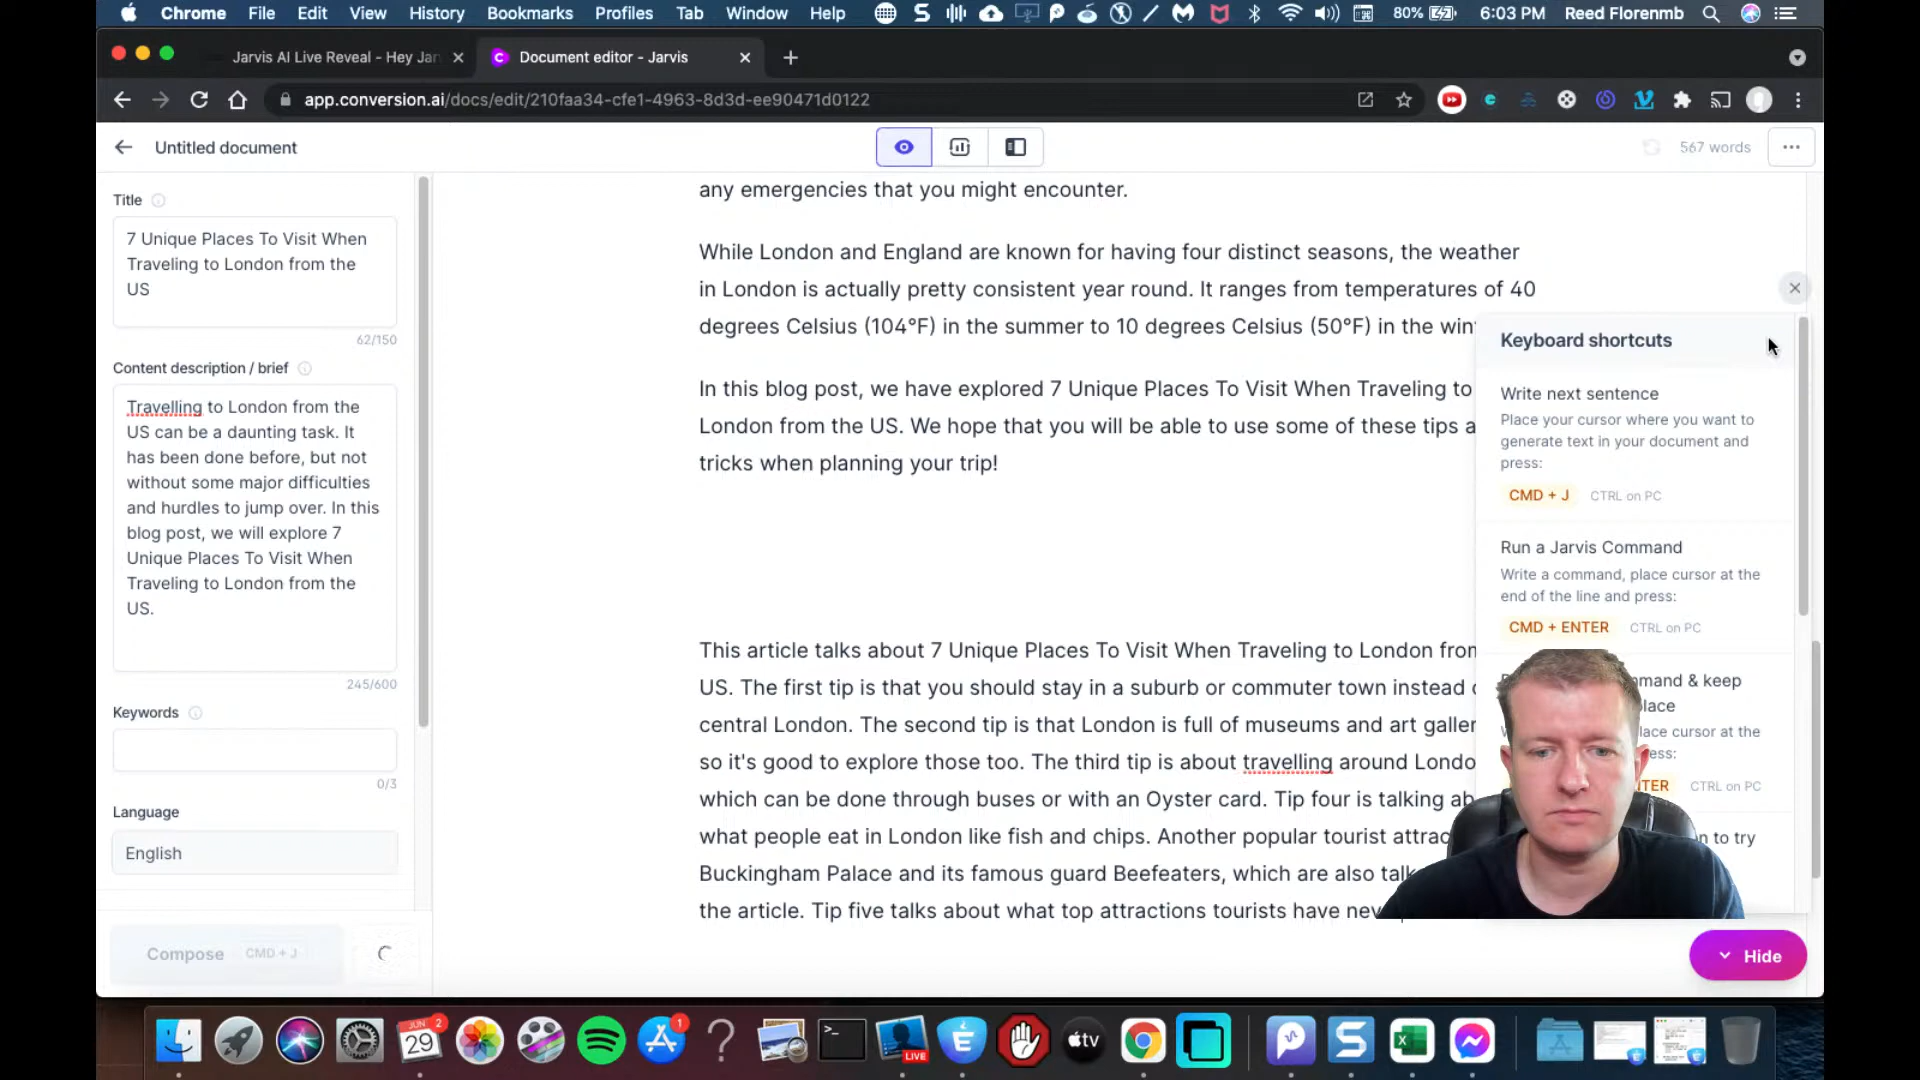 Chrome File Edit View History Bookmarks Profiles Tab Window Help 80% 6:03 PM Reed Florenmb
Jarvis AI Live Reveal - Hey Jar
Document editor - Jarvis
app.conversion.ai/docs/edit/210faa34-cfe1-4963-8d3d-ee90471d0122
Untitled document
567 words
Title
7 Unique Places To Visit When
Traveling to London from the
US
62/150
Content description / brief
Travelling to London from the
US can be a daunting task. It
has been done before, but not
without some major difficulties
and hurdles to jump over. In this
blog post, we will explore 7
Unique Places To Visit When
Traveling to London from the
US.
245/600
Keywords
0/3
Language
English
Compose CMD + J
any emergencies that you might encounter.
While London and England are known for having four distinct seasons, the weather
in London is actually pretty consistent year round. It ranges from temperatures of 40
degrees Celsius (104°F) in the summer to 10 degrees Celsius (50°F) in the win
In this blog post, we have explored 7 Unique Places To Visit When Traveling to
London from the US. We hope that you will be able to use some of these tips a
tricks when planning your trip!
This article talks about 7 Unique Places To Visit When Traveling to London from
US. The first tip is that you should stay in a suburb or commuter town instead
central London. The second tip is that London is full of museums and art galler
so it's good to explore those too. The third tip is about travelling around Londo
which can be done through buses or with an Oyster card. Tip four is talking ab
what people eat in London like fish and chips. Another popular tourist attrac
Buckingham Palace and its famous guard Beefeaters, which are also talk
the article. Tip five talks about what top attractions tourists have nev
Keyboard shortcuts
Write next sentence
Place your cursor where you want to
generate text in your document and
press:
CMD + J CTRL on PC
Run a Jarvis Command
Write a command, place cursor at the
end of the line and press:
CMD + ENTER CTRL on PC
mmand & keep
lace
lace cursor at the
ess:
NTER CTRL on PC
n to try
Hide
JUN
29
2
1
LIVE
tv